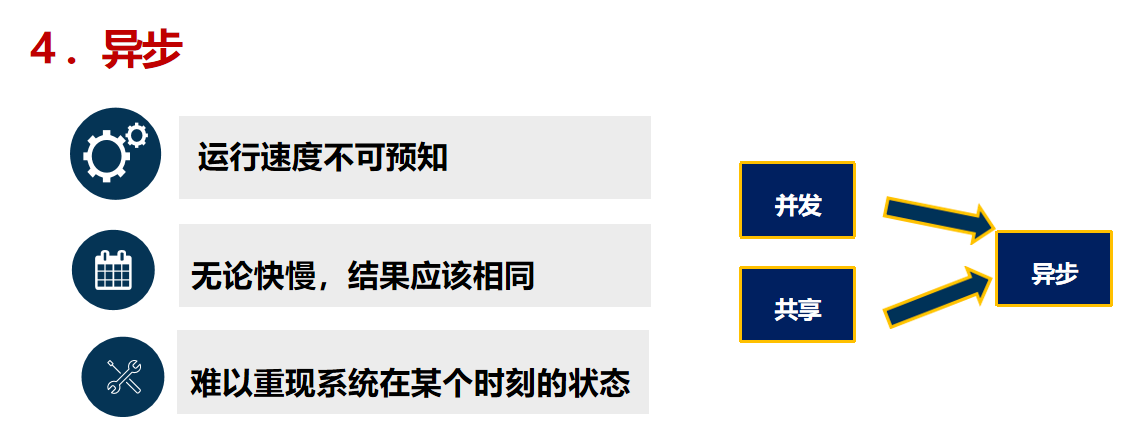 4．异步
运行速度不可预知
无论快慢，结果应该相同
难以重现系统在某个时刻的状态
并发
共享
异步